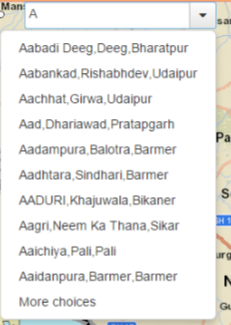 Mans
A
Aabadi Deeg,Deeg,Bharatpur
Aabankad,Rishabhdev,Udaipur
Aachhat,Girwa,Udaipur
Aad,Dhariawad,Pratapgarh
Aadampura,Balotra,Barmer
Aadhtara,Sindhari,Barmer
AADURI,Khajuwala,Bikaner
Aagri,Neem Ka Thana,Sikar
Aaichiya,Pali,Pali
Aaidanpura,Barmer,Barmer
More choices